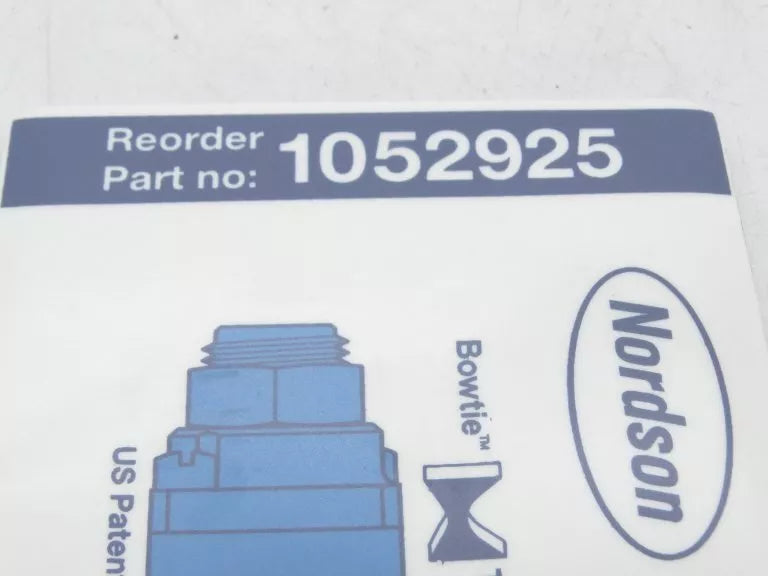 Reorder
Part no: 1052925
Nordson
Bowtie™
US Paten